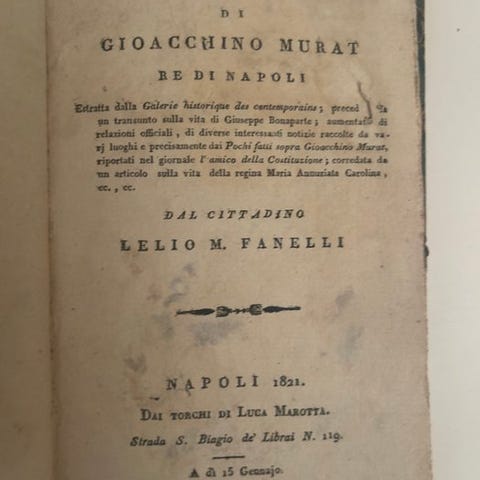 DI
GIOACCHINO MURAT
RE DI NAPOLI
Estratta dalla Galerie historique des contemporains; preced ta
un transunto sulla vita di Giuseppe Bonaparte; aumentata di
relazioni officiali, di diverse interessanti notizie raccolte da va-
rj luoghi e precisamente dai Pochi fatti sopra Gioacchino Murat,
riportati nel giornale l'amico della Costituzione; corredata da
un articolo sulla vita della regina Maria Annuziata Carolina,
ec., ec.
DAL CITTADINO
LELIO M. FANELLI
NAPOLI 1821.
DAI TORCHI DI LUCA MAROTTA.
Strada S. Biagio de' Librai N. 119.
A dì 15 Gennajo.